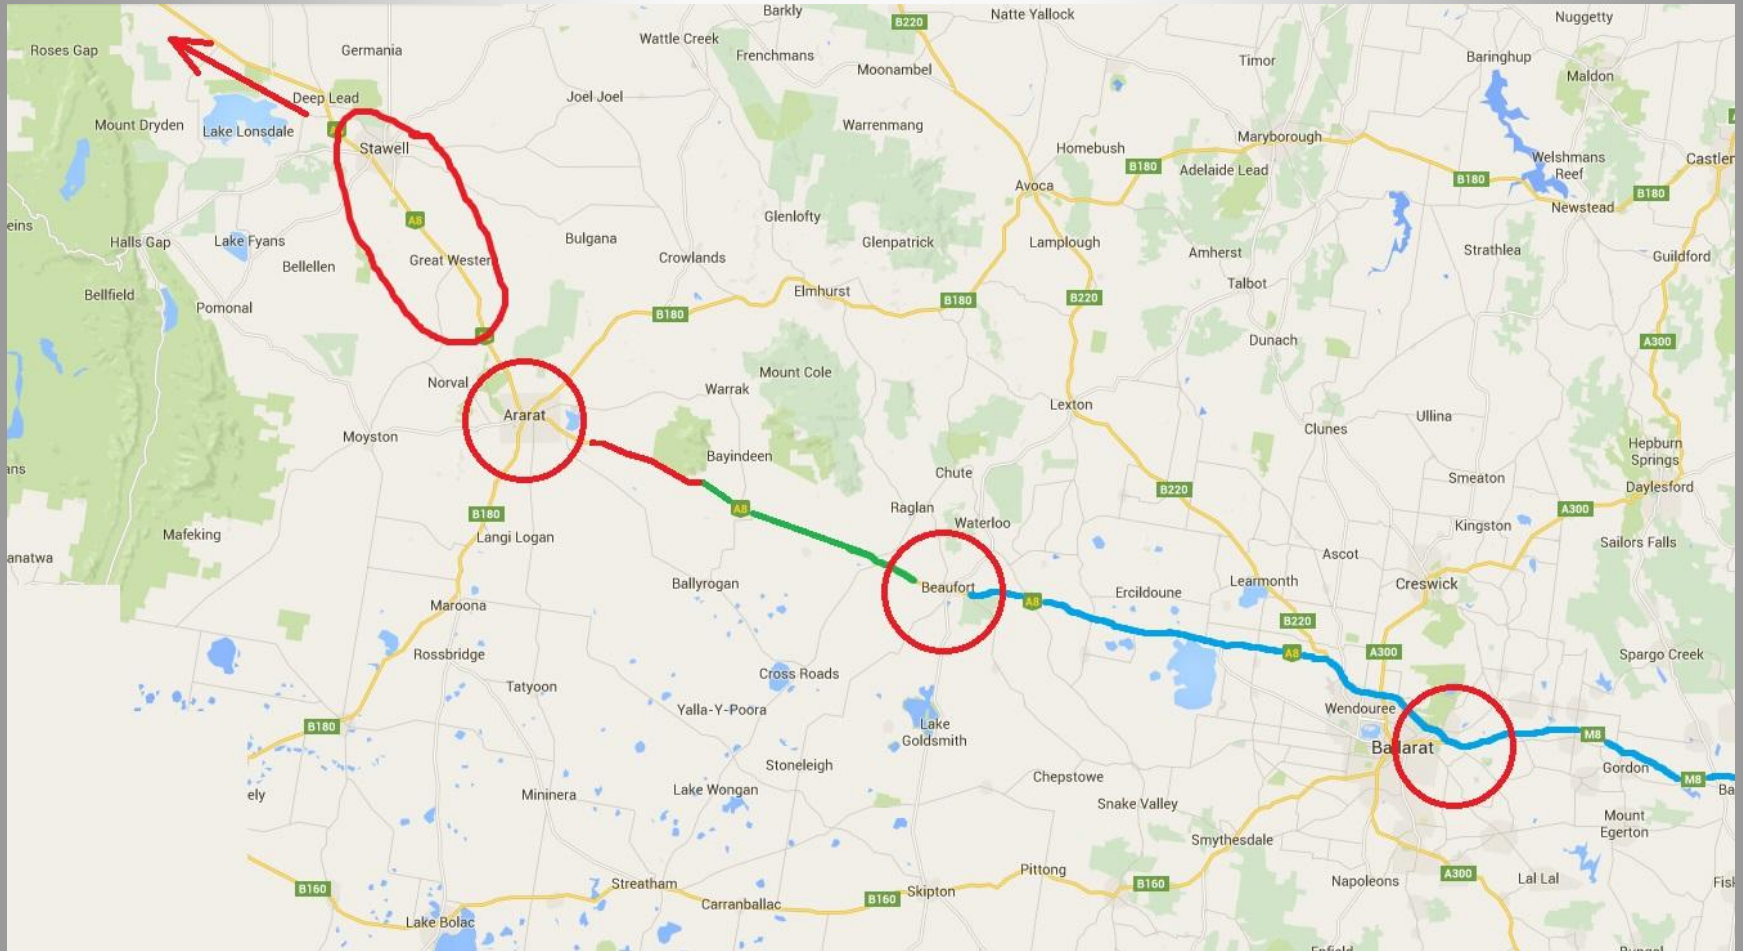 Barkly
Natte Yallock
B220
Nuggetty
Roses Gap
Germania
Wattle Creek
Frenchmans
Moonambel
Timor
Baringhup
Maldon
Deep Lead
Joel Joel
Mount Dryden
Lake Lonsdale
Stawell
Warrenmang
Homebush
Maryborough
B180
Adelaide Lead
Welshmans
Reef
Castler
B180
B180
Avoca
Newstead
eins
Halls Gap
Lake Fyans
A8
Glenlofty
Bulgana
Glenpatrick
Lamplough
Amherst
Strathlea
Guildford
Bellellen
Great Western
Crowlands
Talbot
Bellfield
Pomonal
Elmhurst
B180
B220
B180
Dunach
A300
Norval
Mount Cole
Warrak
Ararat
Lexton
Ullina
Clunes
Moyston
Bayindeen
Hepburn
Springs
ans
Chute
Smeaton
Daylesford
B220
A8
Raglan
A300
B180
Waterloo
Kingston
Mafeking
Langi Logan
Sailors Falls
anatwa
Ascot
Ballyrogan
Beaufort
Ercildoune
Learmonth
Creswick
A8
Maroona
B220
Rossbridge
A8
A300
Spargo Creek
Cross Roads
Tatyoon
Yalla-Y-Poora
Wendouree
B180
Lake
Goldsmith
Ballarat
M8
Stoneleigh
Gordon
Chepstowe
M8
Ba
ely
Mininera
Lake Wongan
Snake Valley
Mount
Egerton
Smythesdale
Streatham
Pittong
B160
Napoleons
A300
Lal Lal
Fisk
B160
B160
Skipton
Carranballac
Lake Bolac